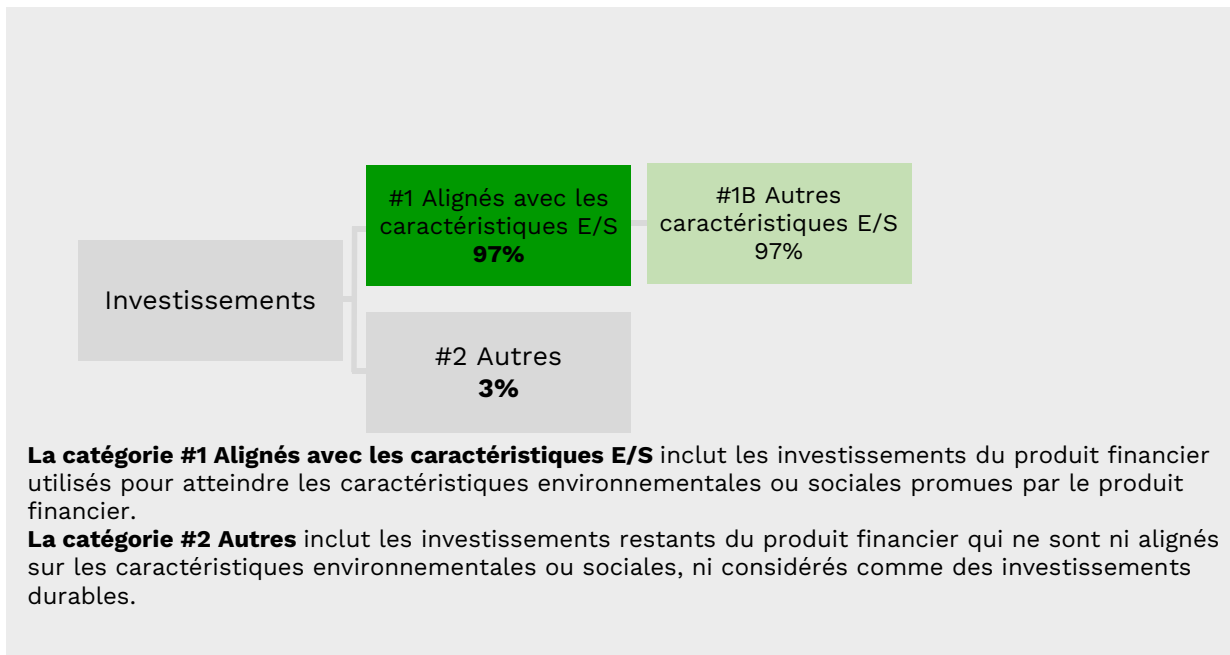 #1 Alignés avec les
caractéristiques E/S
97%
#1B Autres
caractéristiques E/S
97%
Investissements
#2 Autres
3%
La catégorie #1 Alignés avec les caractéristiques E/S inclut les investissements du produit financier
utilisés pour atteindre les caractéristiques environnementales ou sociales promues par le produit
financier.
La catégorie #2 Autres inclut les investissements restants du produit financier qui ne sont ni alignés
sur les caractéristiques environnementales ou sociales, ni considérés comme des investissements
durables.